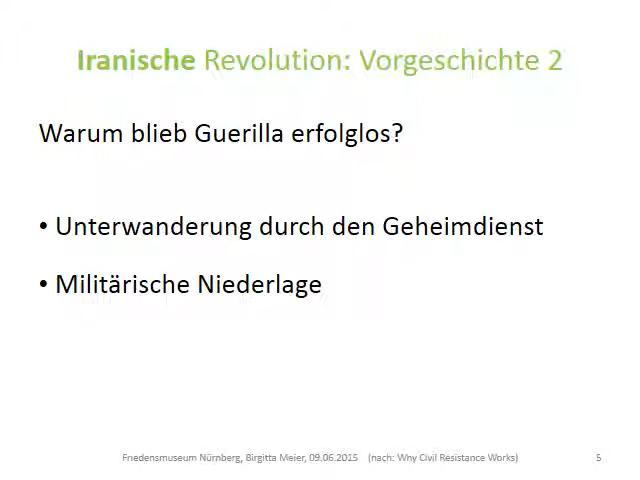 Iranische Revolution: Vorgeschichte 2
Warum blieb Guerilla erfolglos?
• Unterwanderung durch den Geheimdienst
• Militärische Niederlage
Friedensmuseum Nürnberg, Birgitta Meier, 09.06.2015 (nach: Why Civil Resistance Works) 5